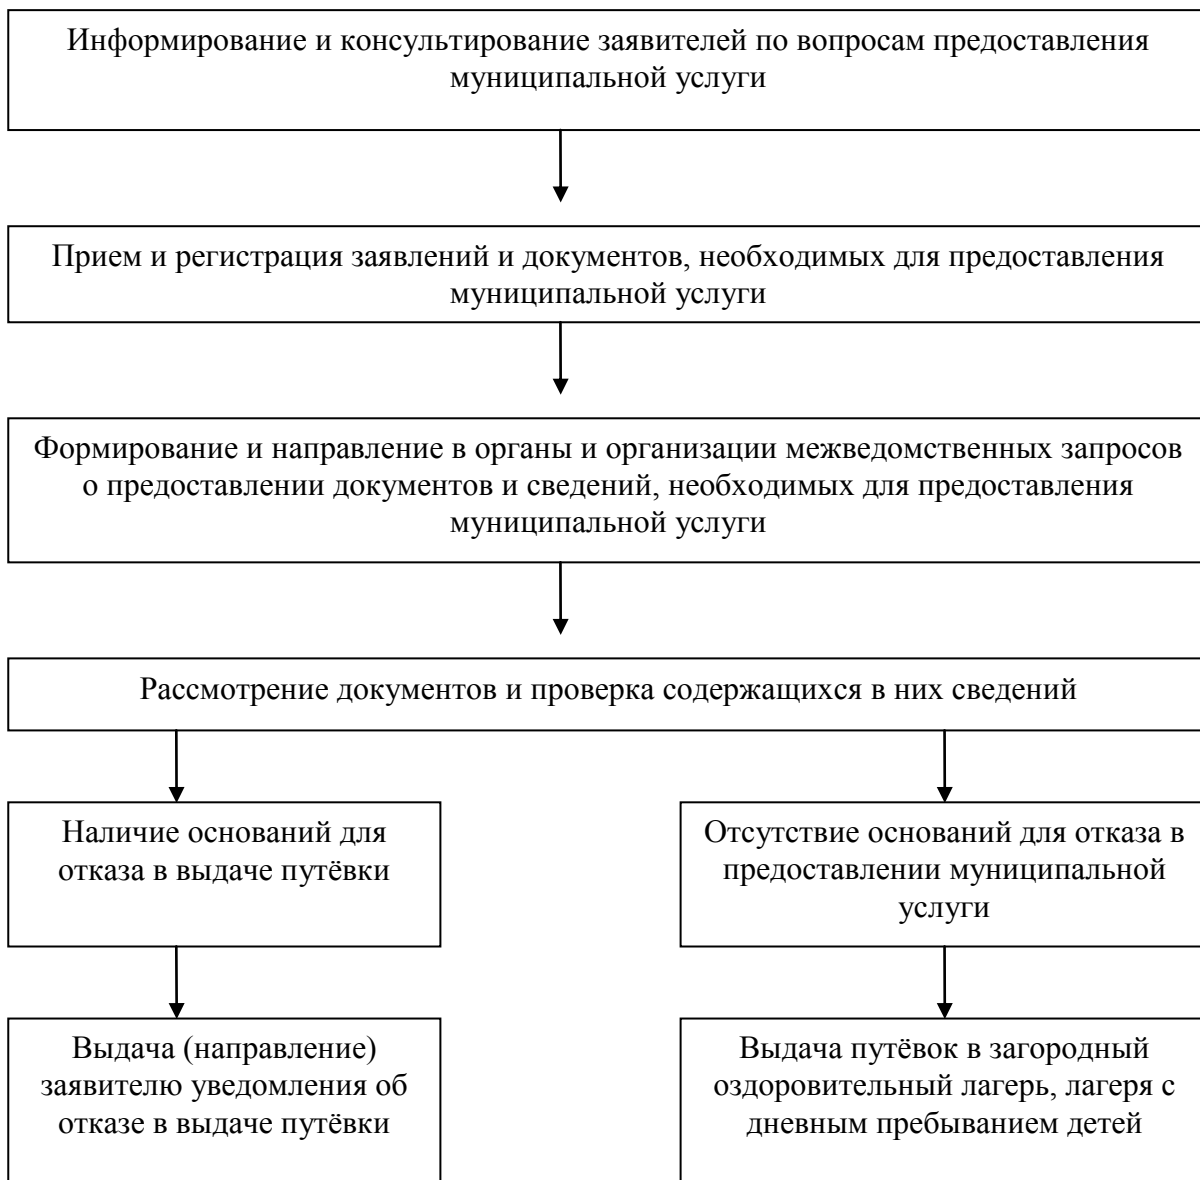 Информирование и консультирование заявителей по вопросам предоставления
муниципальной услуги
Прием и регистрация заявлений и документов, необходимых для предоставления
муниципальной услуги
Формирование и направление в органы и организации межведомственных запросов
о предоставлении документов и сведений, необходимых для предоставления
муниципальной услуги
Рассмотрение документов и проверка содержащихся в них сведений
Наличие оснований для
отказа в выдаче путёвки
Отсутствие оснований для отказа в
предоставлении муниципальной
услуги
Выдача (направление)
заявителю уведомления об
отказе в выдаче путёвки
Выдача путёвок в загородный
оздоровительный лагерь, лагеря с
дневным пребыванием детей